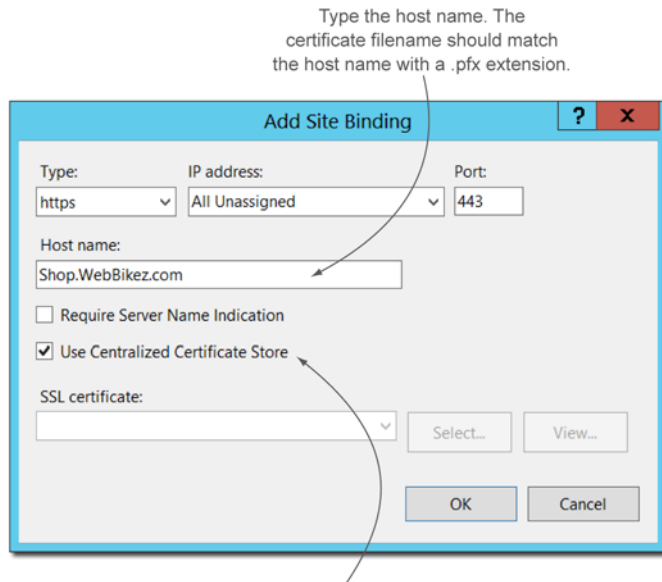 Type the host name. The
certificate filename should match
the host name with a .pfx extension.
Add Site Binding
? x
Type: IP address: Port:
https All Unassigned 443
Host name:
Shop.WebBikez.com
Require Server Name Indication
Use Centralized Certificate Store
SSL certificate:
Select... View...
OK Cancel